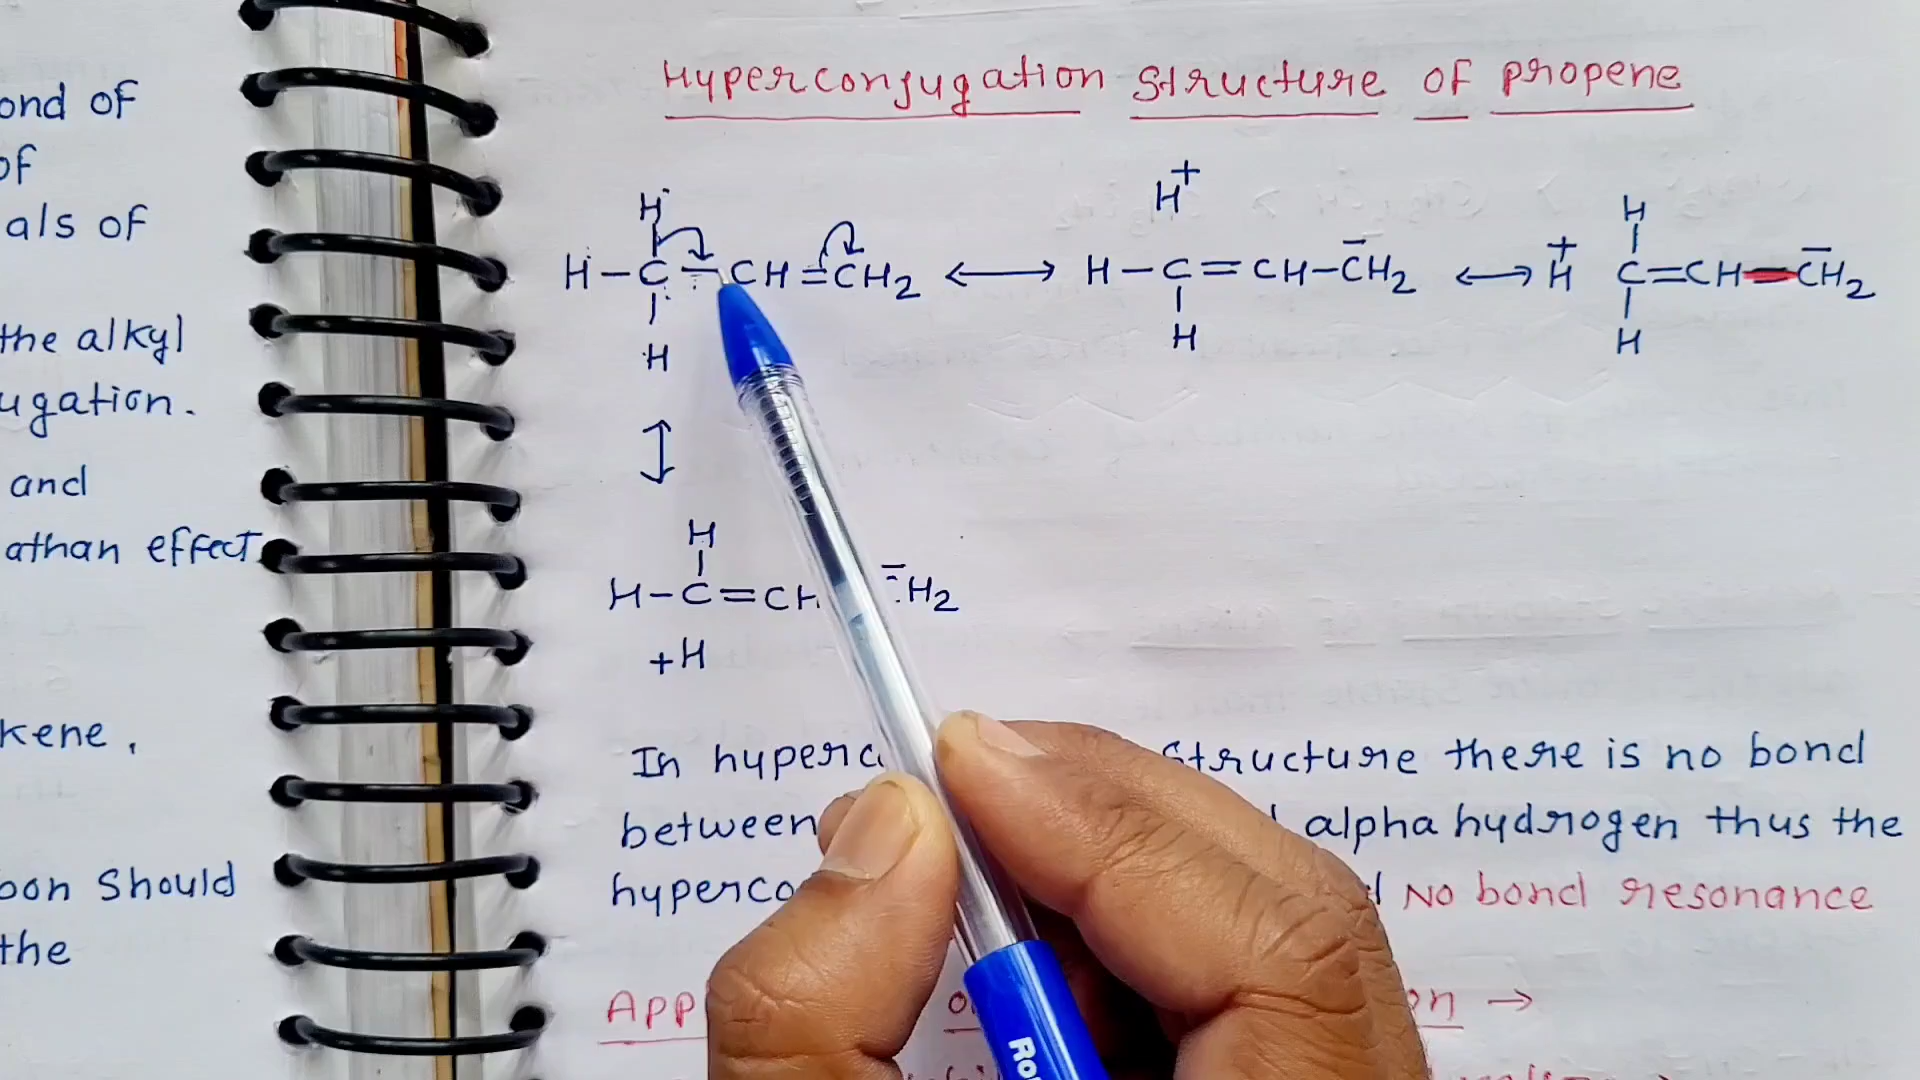 ond of
of
als of
the alkyl
ugation.
and
athan effect.
kene,
oon should
the
Hyperconjugation structure of propene
H H+ H
H-C-CH=CH2 ⟷ H-C=CH-C̄H2 ⟷ H+ C=CH-C̄H2
H H H
↕
H
H-C=CH H2
+H
In hyperc structure there is no bond
between alpha hydrogen thus the
hyperco No bond resonance
App on →